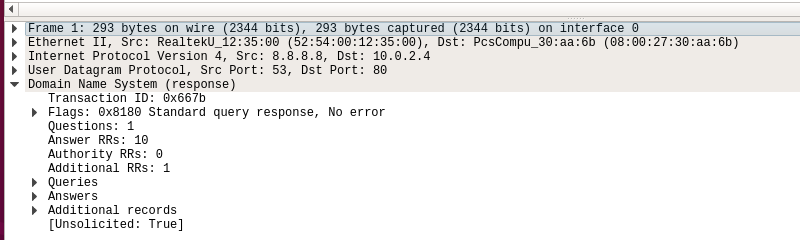 Frame 1: 293 bytes on wire (2344 bits), 293 bytes captured (2344 bits) on interface 0
Ethernet II, Src: RealtekU_12:35:00 (52:54:00:12:35:00), Dst: PcsCompu_30:aa:6b (08:00:27:30:aa:6b)
Internet Protocol Version 4, Src: 8.8.8.8, Dst: 10.0.2.4
User Datagram Protocol, Src Port: 53, Dst Port: 80
Domain Name System (response)
Transaction ID: 0x667b
Flags: 0x8180 Standard query response, No error
Questions: 1
Answer RRs: 10
Authority RRs: 0
Additional RRs: 1
Queries
Answers
Additional records
[Unsolicited: True]